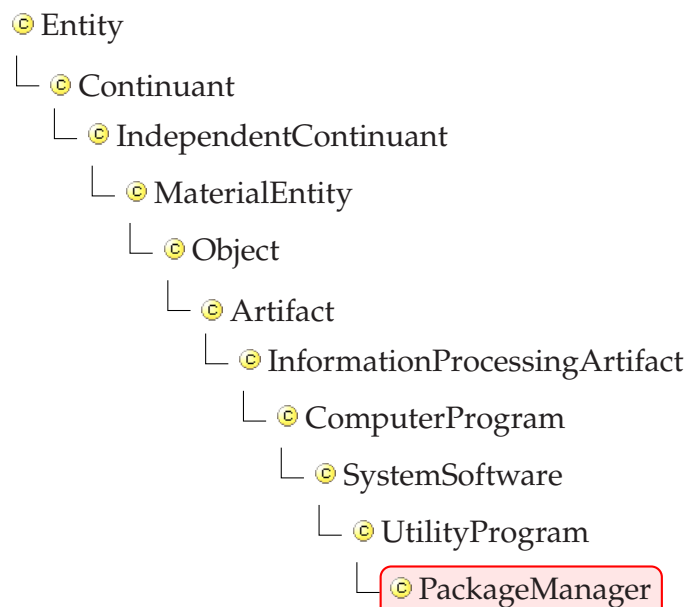 Entity
Continuant
IndependentContinuant
MaterialEntity
Object
Artifact
InformationProcessingArtifact
ComputerProgram
SystemSoftware
UtilityProgram
PackageManager